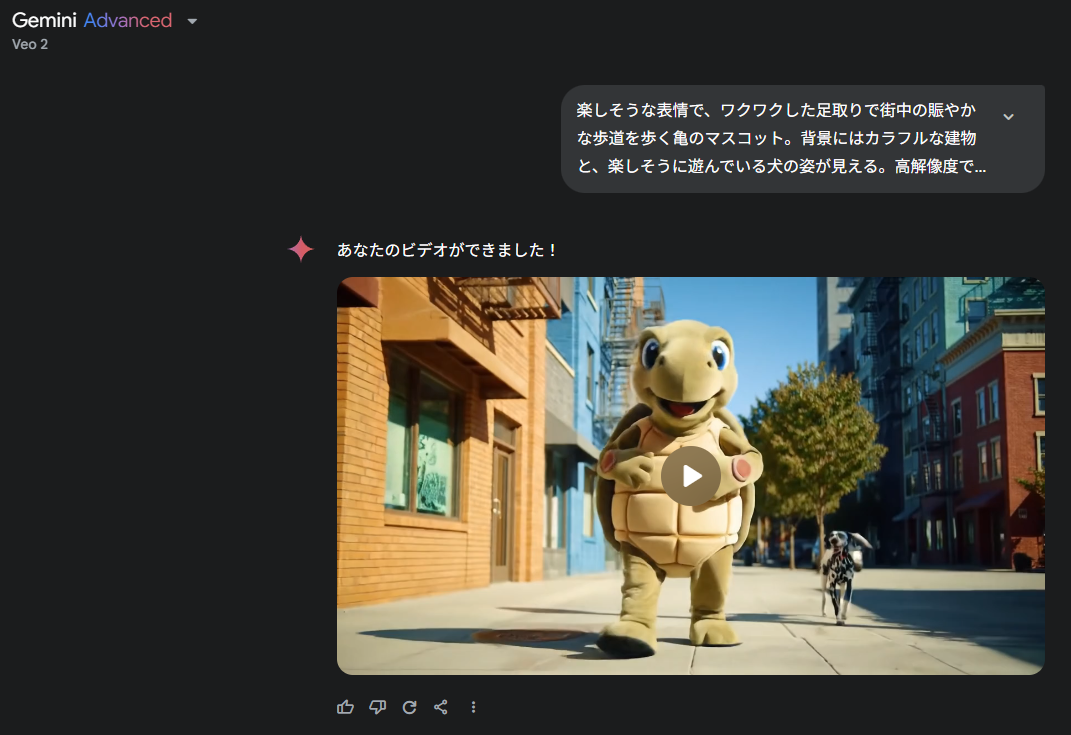 Gemini Advanced
Veo 2
楽しそうな表情で、ワクワクした足取りで街中の賑やか
な歩道を歩く亀のマスコット。背景にはカラフルな建物
と、楽しそうに遊んでいる犬の姿が見える。高解像度で...
あなたのビデオができました！